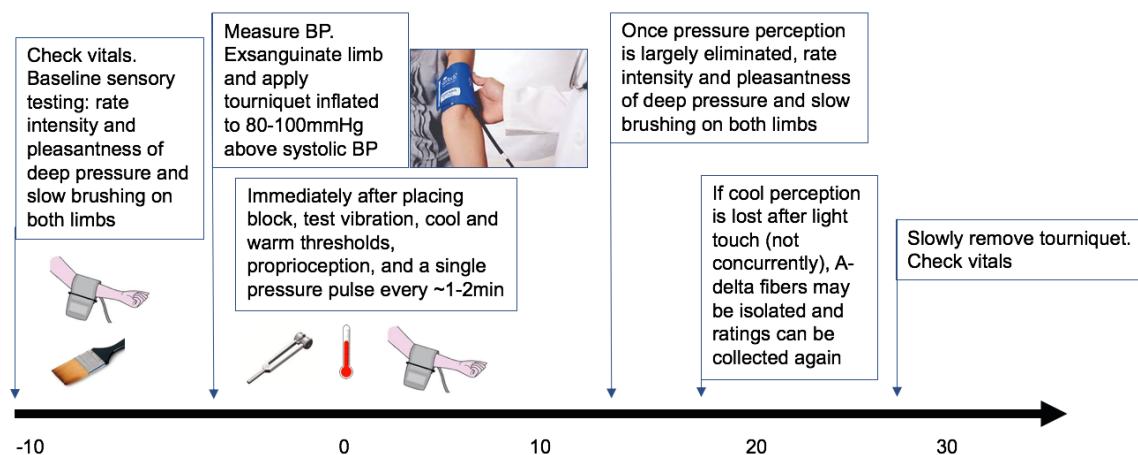 Check vitals.
Baseline sensory
testing: rate
intensity and
pleasantness of
deep pressure and
slow brushing on
both limbs
Measure BP.
Exsanguinate limb
and apply
tourniquet inflated
to 80-100mmHg
above systolic BP
Immediately after placing
block, test vibration, cool and
warm thresholds,
proprioception, and a single
pressure pulse every ~1-2min
Once pressure perception
is largely eliminated, rate
intensity and pleasantness
of deep pressure and slow
brushing on both limbs
If cool perception
is lost after light
touch (not
concurrently), A-
delta fibers may
be isolated and
ratings can be
collected again
Slowly remove tourniquet.
Check vitals
-10 0 10 20 30